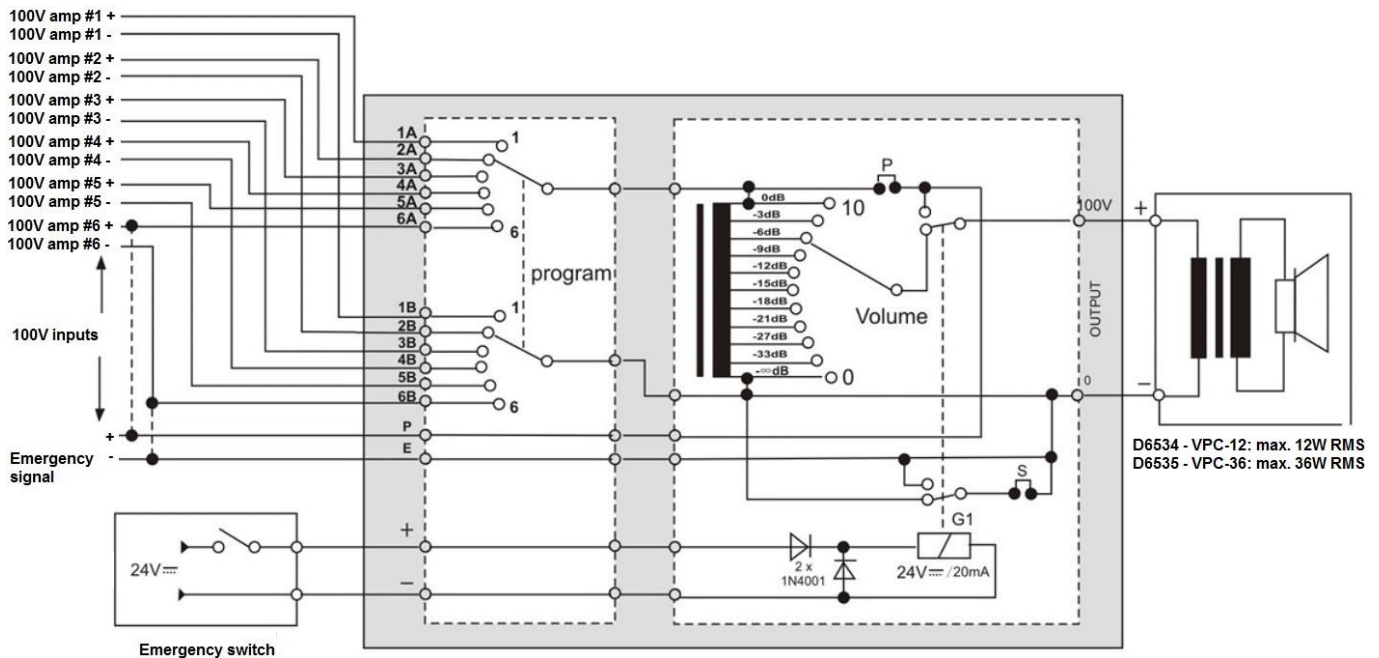 100V amp #1 +
100V amp #1 -
100V amp #2 +
100V amp #2 -
100V amp #3 +
100V amp #3 -
100V amp #4 +
100V amp #4 -
100V amp #5 +
100V amp #5 -
100V amp #6 +
100V amp #6 -
100V inputs
+
Emergency -
signal
24V
Emergency switch
1A
2A
3A
4A
5A
6A
1
6
program
1B
2B
3B
4B
5B
6B
1
6
P
E
+
−
0dB
-3dB
-6dB
-9dB
-12dB
-15dB
-18dB
-21dB
-27dB
-33dB
-∞dB
10
0
Volume
P
S
G1
24V /20mA
2 x
1N4001
100V
OUTPUT
0
+
−
D6534 - VPC-12: max. 12W RMS
D6535 - VPC-36: max. 36W RMS